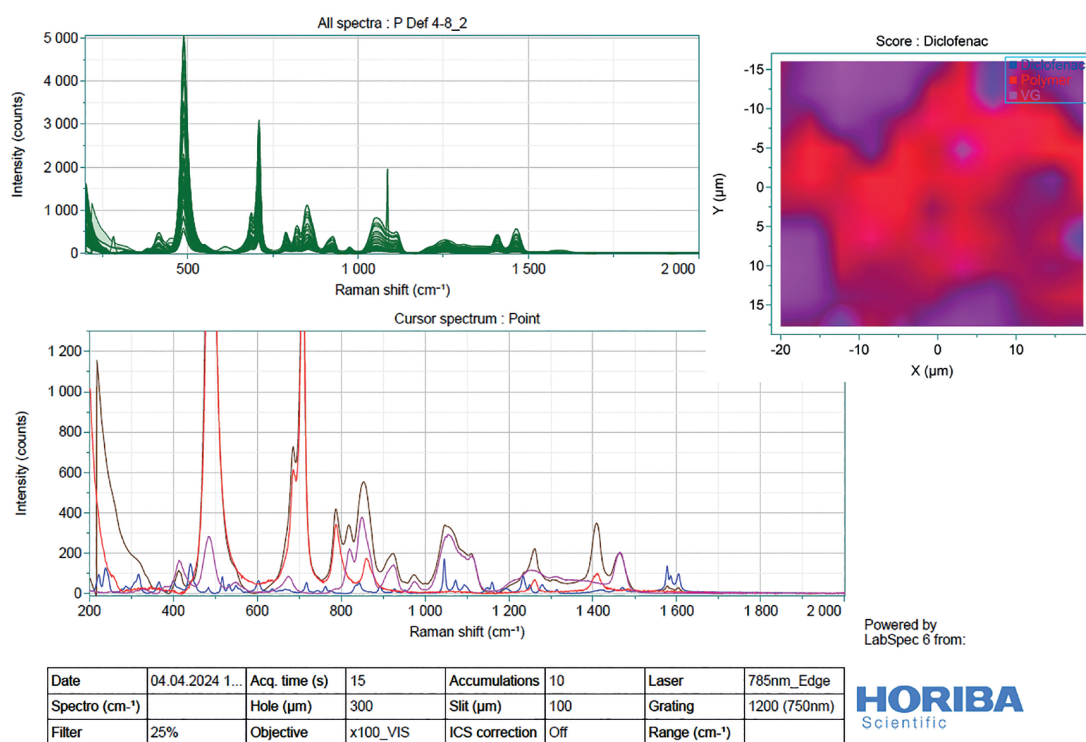 All spectra : P Def 4-8_2
5 000
4 000
3 000
2 000
1 000
0
Intensity (counts)
500
1 000
1 500
2 000
Raman shift (cm⁻¹)
Score : Diclofenac
Diclofenac
Polymer
VG
-15
-10
-5
0
5
10
15
Y (µm)
-20
-10
0
10
X (µm)
Cursor spectrum : Point
1 200
1 000
800
600
400
200
0
Intensity (counts)
200
400
600
800
1 000
1 200
1 400
1 600
1 800
2 000
Raman shift (cm⁻¹)
Powered by
LabSpec 6 from:
Date 04.04.2024 1... Acq. time (s) 15 Accumulations 10 Laser 785nm_Edge
Spectro (cm⁻¹) Hole (µm) 300 Slit (µm) 100 Grating 1200 (750nm)
Filter 25% Objective x100_VIS ICS correction Off Range (cm⁻¹)
HORIBA
Scientific